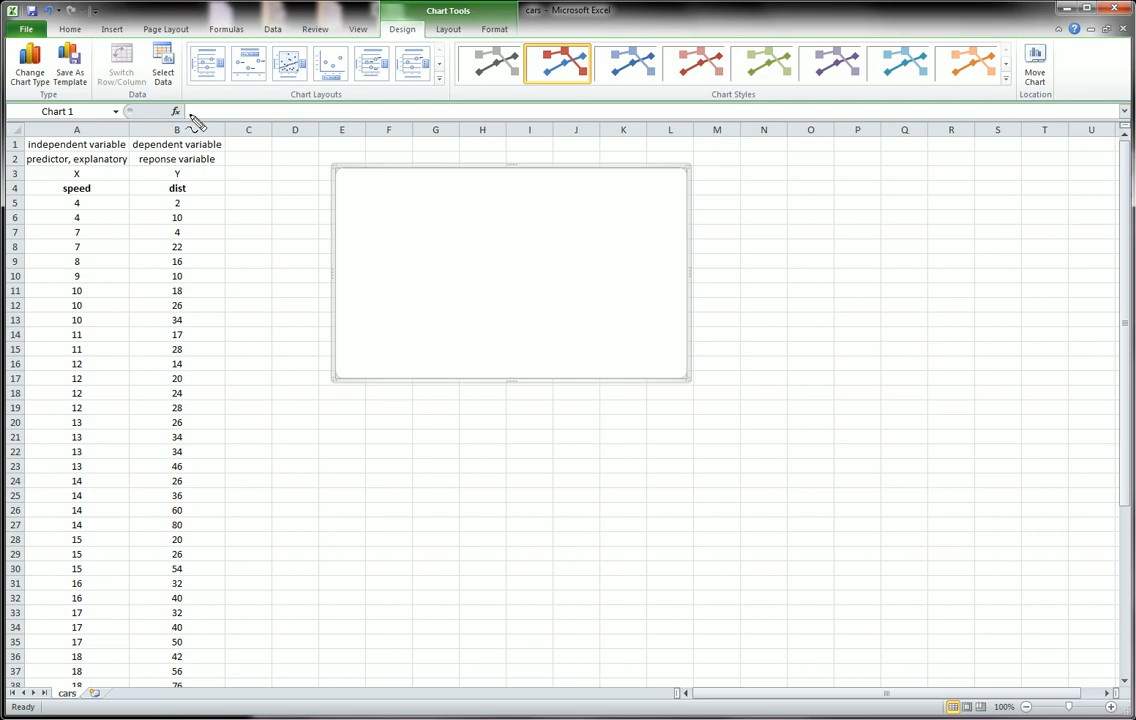 Chart Tools
cars - Microsoft Excel
File Home Insert Page Layout Formulas Data Review View Design Layout Format
Change Chart Type
Save As Template
Switch Row/Column
Select Data
Move Chart
Type Data Chart Layouts Chart Styles Location
Chart 1 fx
A B C D E F G H I J K L M N O P Q R S T U
1 independent variable dependent variable
2 predictor, explanatory reponse variable
3 X Y
4 speed dist
5 4 2
6 4 10
7 7 4
8 7 22
9 8 16
10 9 10
11 10 18
12 10 26
13 10 34
14 11 17
15 11 28
16 12 14
17 12 20
18 12 24
19 12 28
20 13 26
21 13 34
22 13 34
23 13 46
24 14 26
25 14 36
26 14 60
27 14 80
28 15 20
29 15 26
30 15 54
31 16 32
32 16 40
33 17 32
34 17 40
35 17 50
36 18 42
37 18 56
38 18 76
cars
Ready 100%